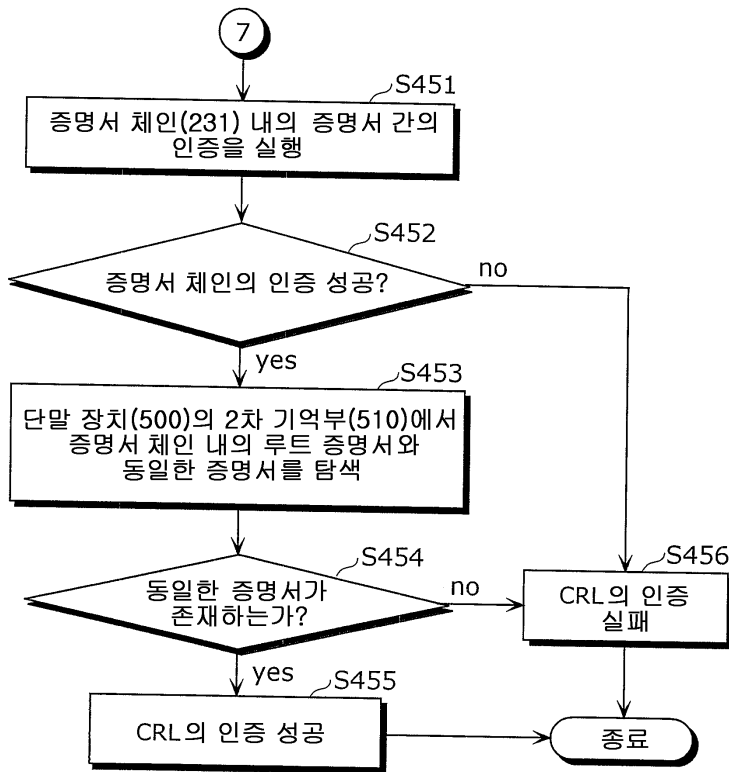 7
S451
증명서 체인(231) 내의 증명서 간의
인증을 실행
S452
증명서 체인의 인증 성공?
no
yes
S453
단말 장치(500)의 2차 기억부(510)에서
증명서 체인 내의 루트 증명서와
동일한 증명서를 탐색
S454
동일한 증명서가
존재하는가?
no
S456
CRL의 인증
실패
yes
S455
CRL의 인증 성공
종료